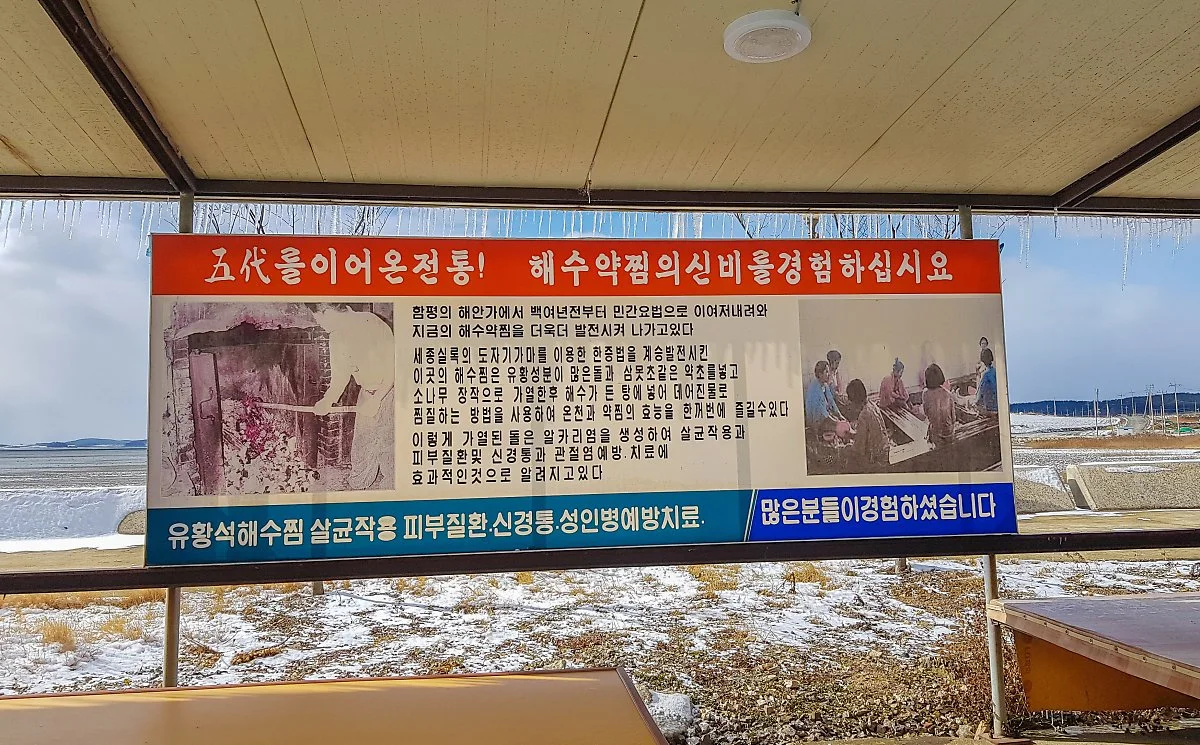 五代를이어온전통! 해수약찜의신비를경험하십시요
함평의 해안가에서 백여년전부터 민간요법으로 이여저내려와
지금의 해수약찜을 더욱더 발전시켜 나가고있다
세종실록의 도자기가마를 이용한 한증법을 계승발전시킨
이곳의 해수찜은 유황성분이 많은돌과 삼못초같은 약초를넣고
소나무 장작으로 가열한후 해수가 든 탕에넣어 데어진물로
찜질하는 방법을 사용하여 온천과 약찜의 효능을 한꺼번에 즐길수있다
이렇게 가열된 돌은 알카리염을 생성하여 살균작용과
피부질환및 신경통과 관절염예방.치료에
효과적인것으로 알려지고있다
유황석해수찜 살균작용 피부질환.신경통.성인병예방치료.
많은분들이경험하셨습니다